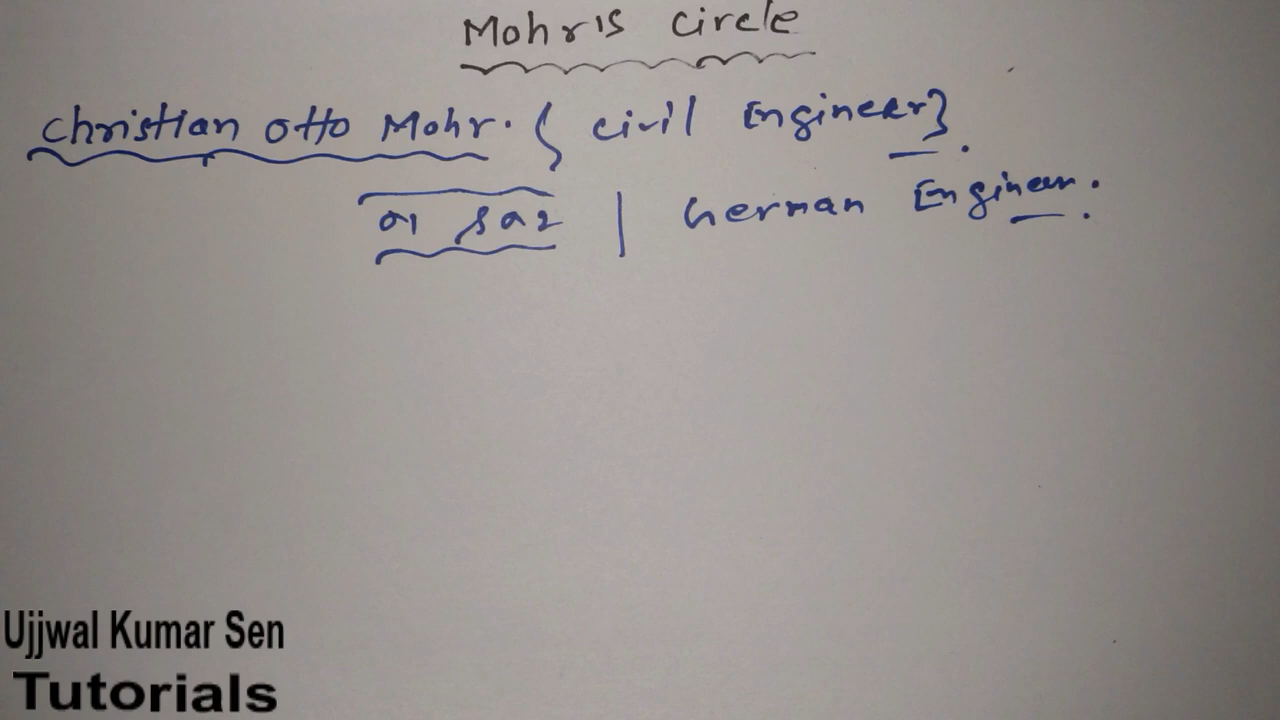 Mohr's circle
Christian Otto Mohr. { civil Engineer}.
| German Engineer.
Ujjwal Kumar Sen
Tutorials